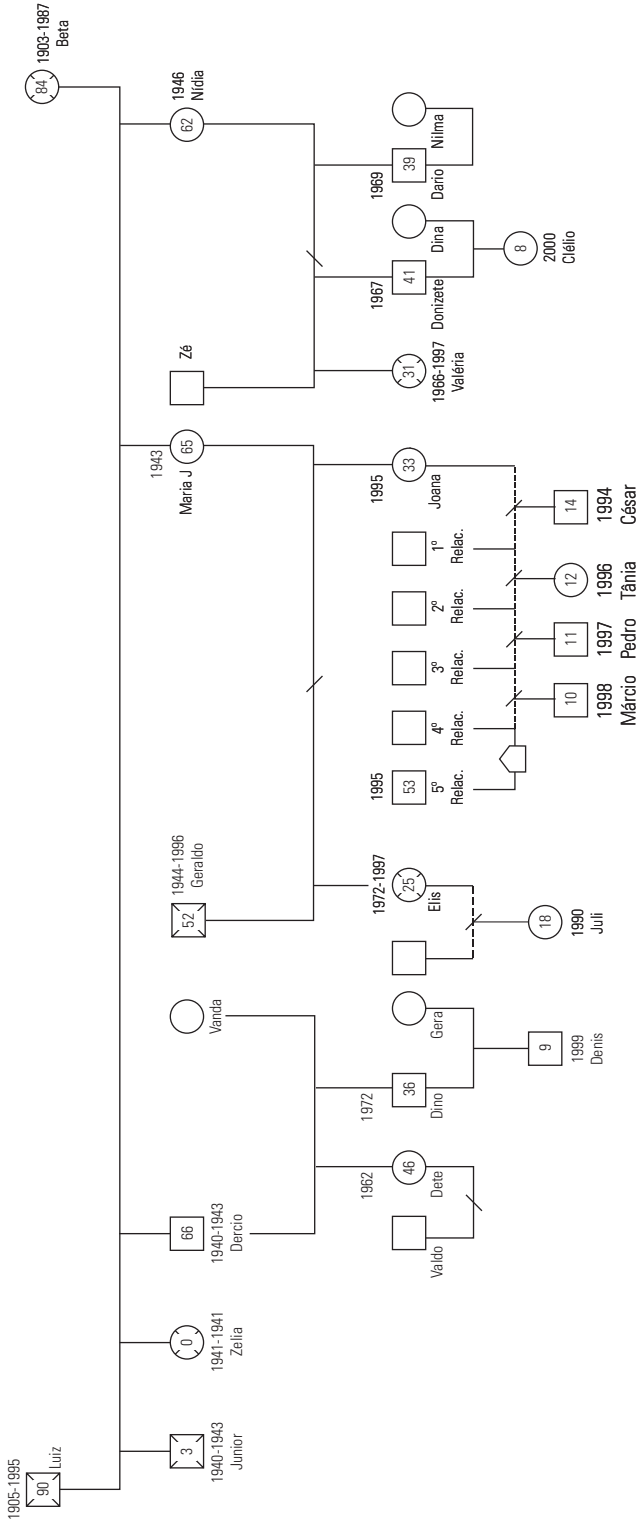 1905-1995
90
Luiz
84
1903-1987
Beta
3
1940-1943
Junior
0
1941-1941
Zelia
66
1940-1943
Dercio
Vanda
1944-1996
Geraldo
52
1943
65
Maria J
Zé
62
1946
Nídia
Valdo
1962
46
Dete
1972
36
Dino
Gera
1972-1997
25
Elis
1995
53
5º
Relac.
4º
Relac.
3º
Relac.
2º
Relac.
1º
Relac.
1995
33
Joana
31
1966-1997
Valéria
1967
41
Donizete
Dina
1969
39
Dario
Nilma
9
1999
Denis
18
1990
Juli
10
1998
Márcio
11
1997
Pedro
12
1996
Tânia
14
1994
César
8
2000
Clélio